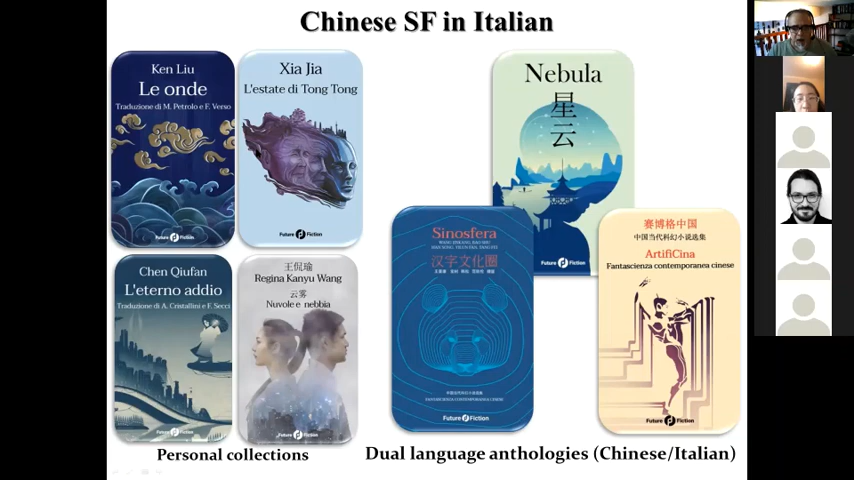 Chinese SF in Italian
Ken Liu
Le onde
Traduzione di M. Petrolo e F. Verso
Future Fiction
Xia Jia
L'estate di Tong Tong
Future Fiction
Chen Qiufan
L'eterno addio
Traduzione di A. Cristallini e F. Secci
Future Fiction
王侃瑜
Regina Kanyu Wang
云雾
Nuvole e nebbia
Future Fiction
Personal collections
Nebula
星云
Future Fiction
Sinosfera
汉字文化圈
FANTASCIENZA CONTEMPORANEA CINESE
Future Fiction
赛博格中国
中国当代科幻小说选集
ArtifiCina
Fantascienza contemporanea cinese
Future Fiction
Dual language anthologies (Chinese/Italian)